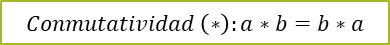 Conmutatividad (*): a * b = b * a